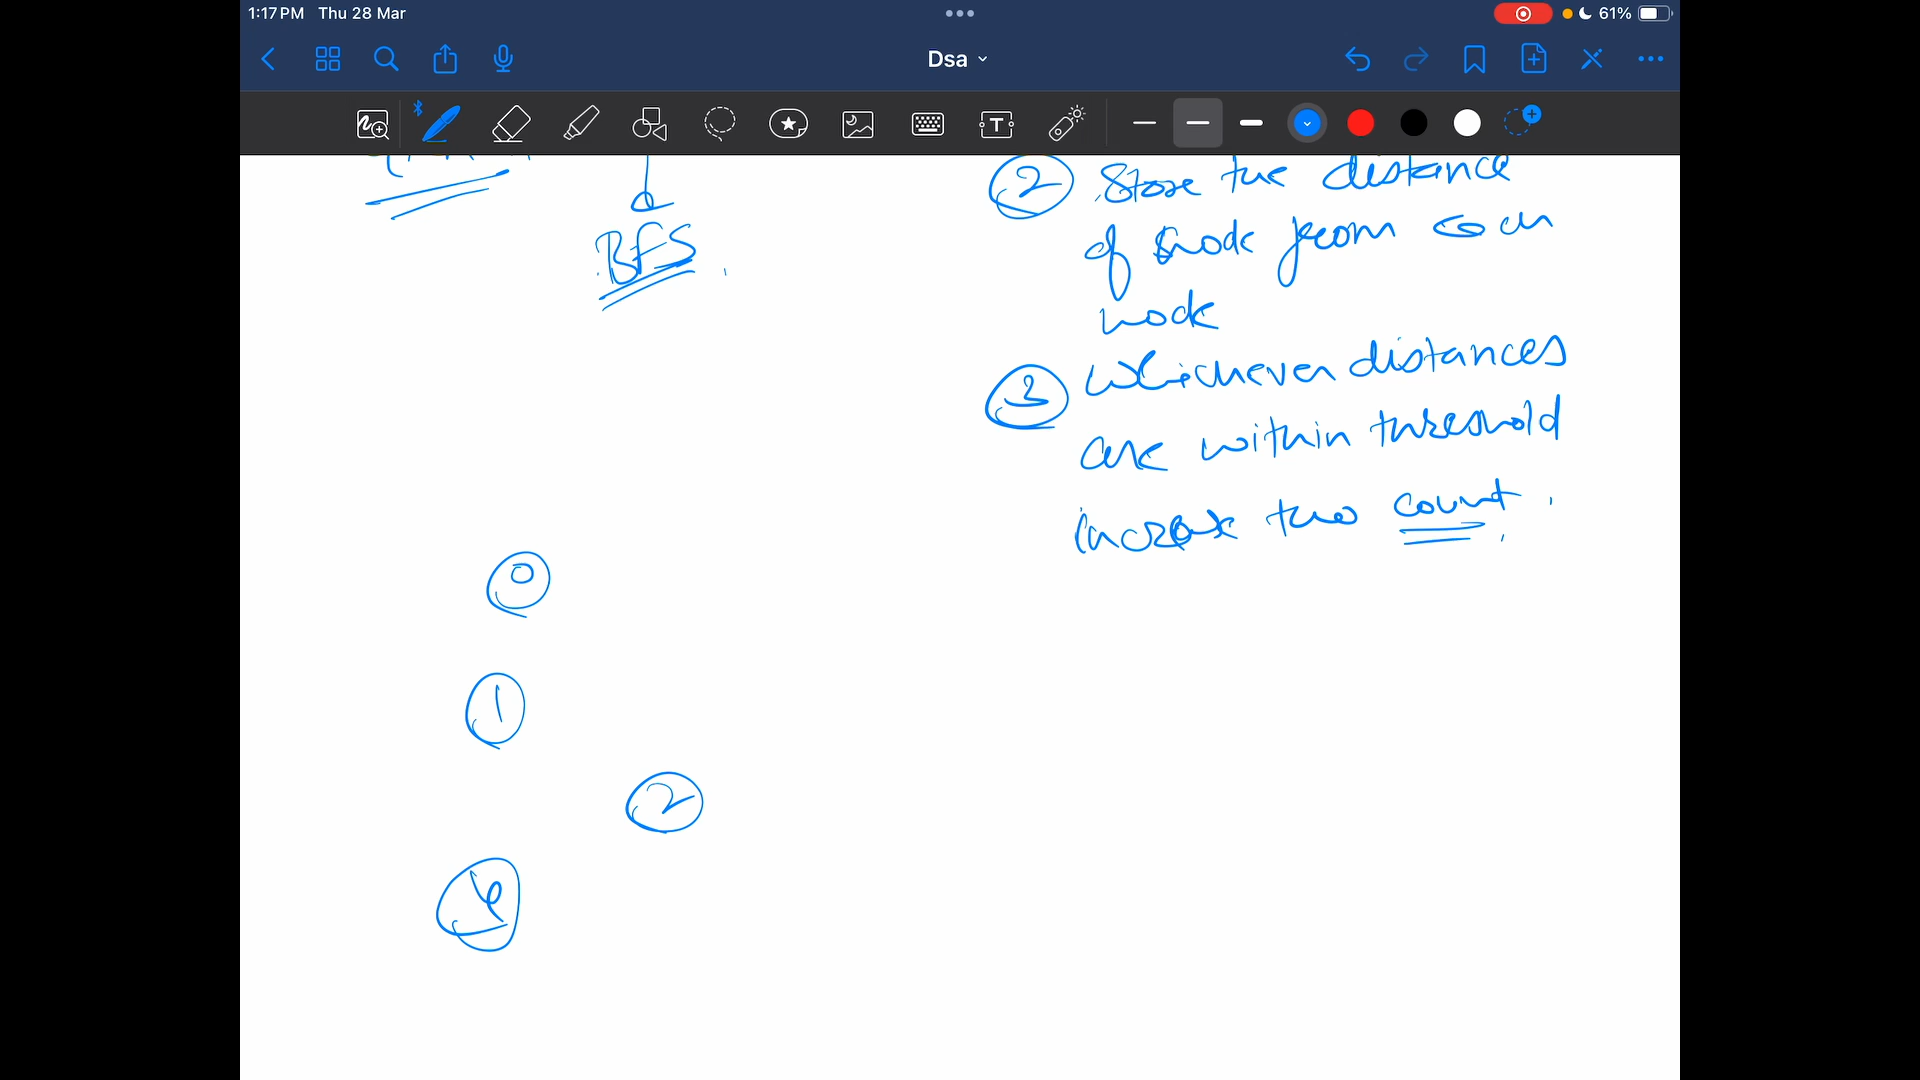 1:17 PM Thu 28 Mar
61%
Dsa
BFS
2 Store the distance
of node from each
node
3 Whichever distances
are within threshold
increase the count.
0
1
2
4